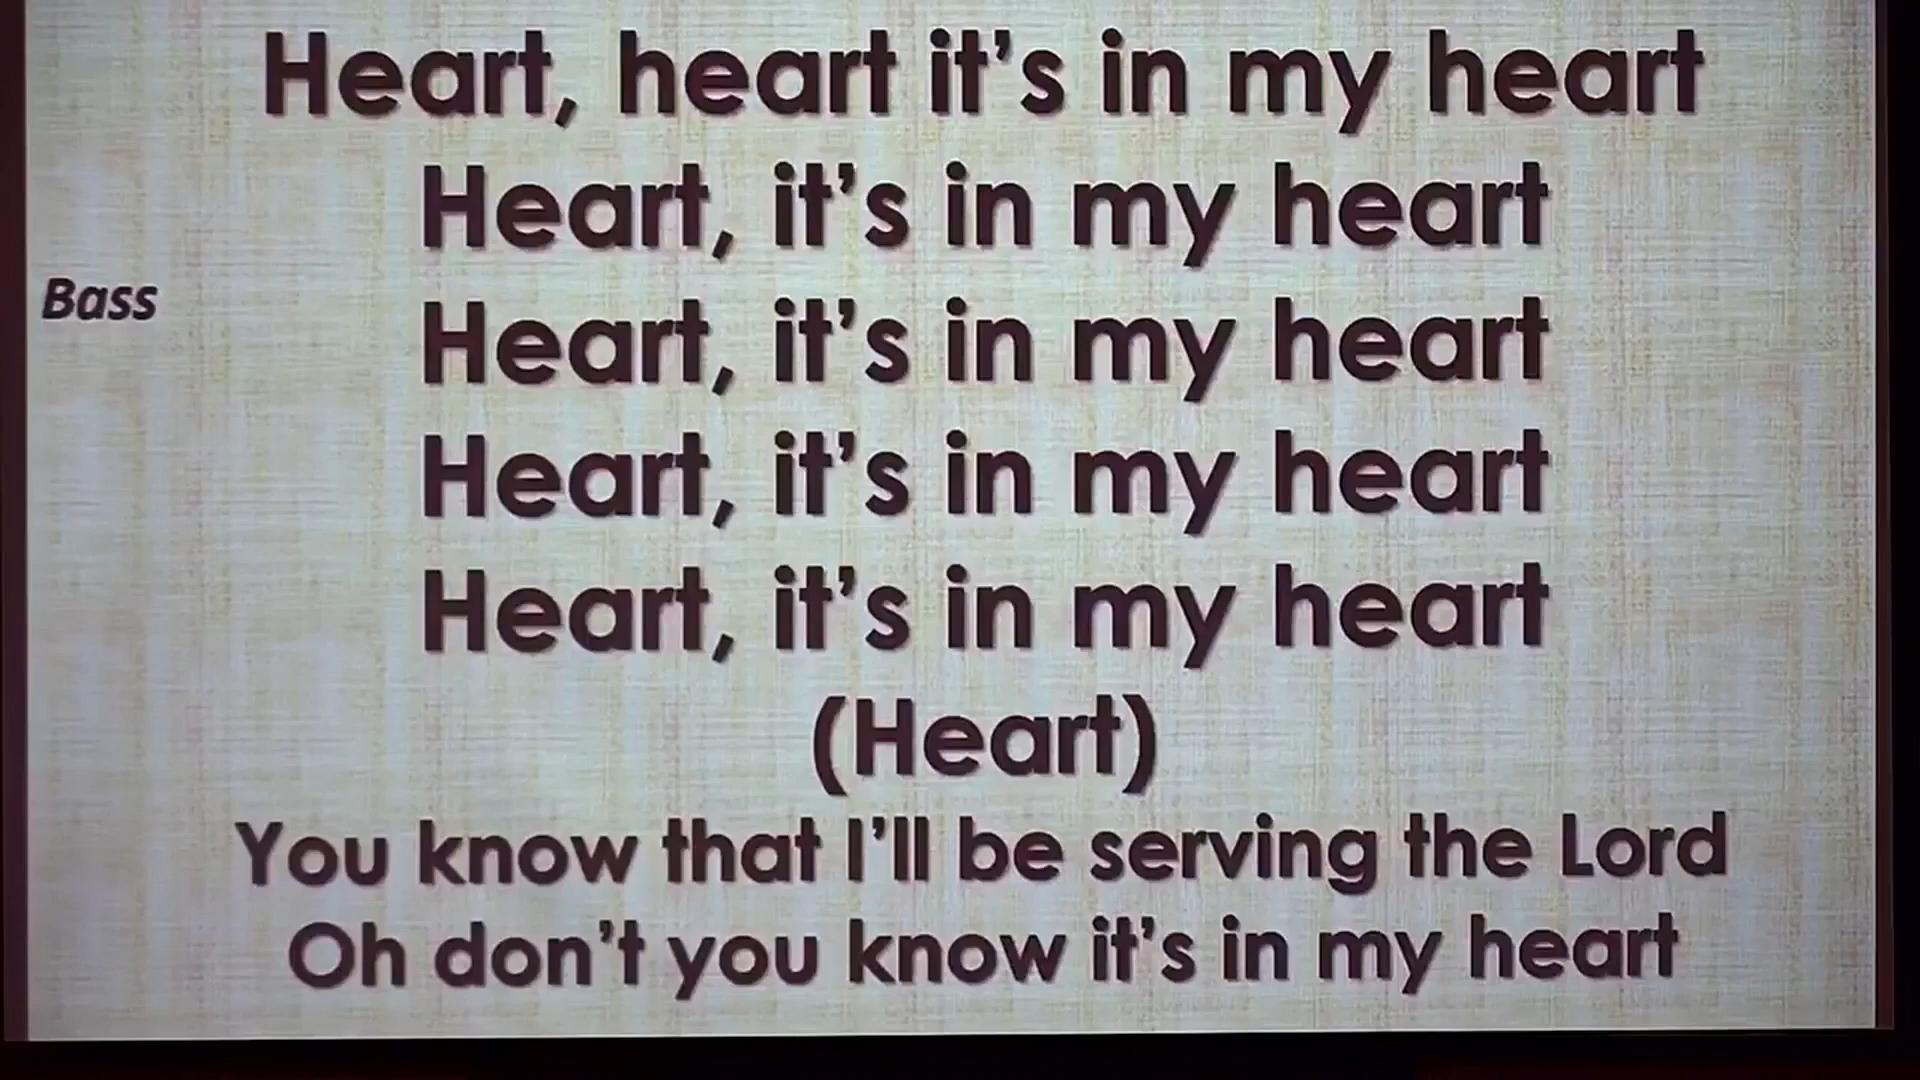 Heart, heart it's in my heart
Heart, it's in my heart
Bass
Heart, it's in my heart
Heart, it's in my heart
Heart, it's in my heart
(Heart)
You know that I'll be serving the Lord
Oh don't you know it's in my heart